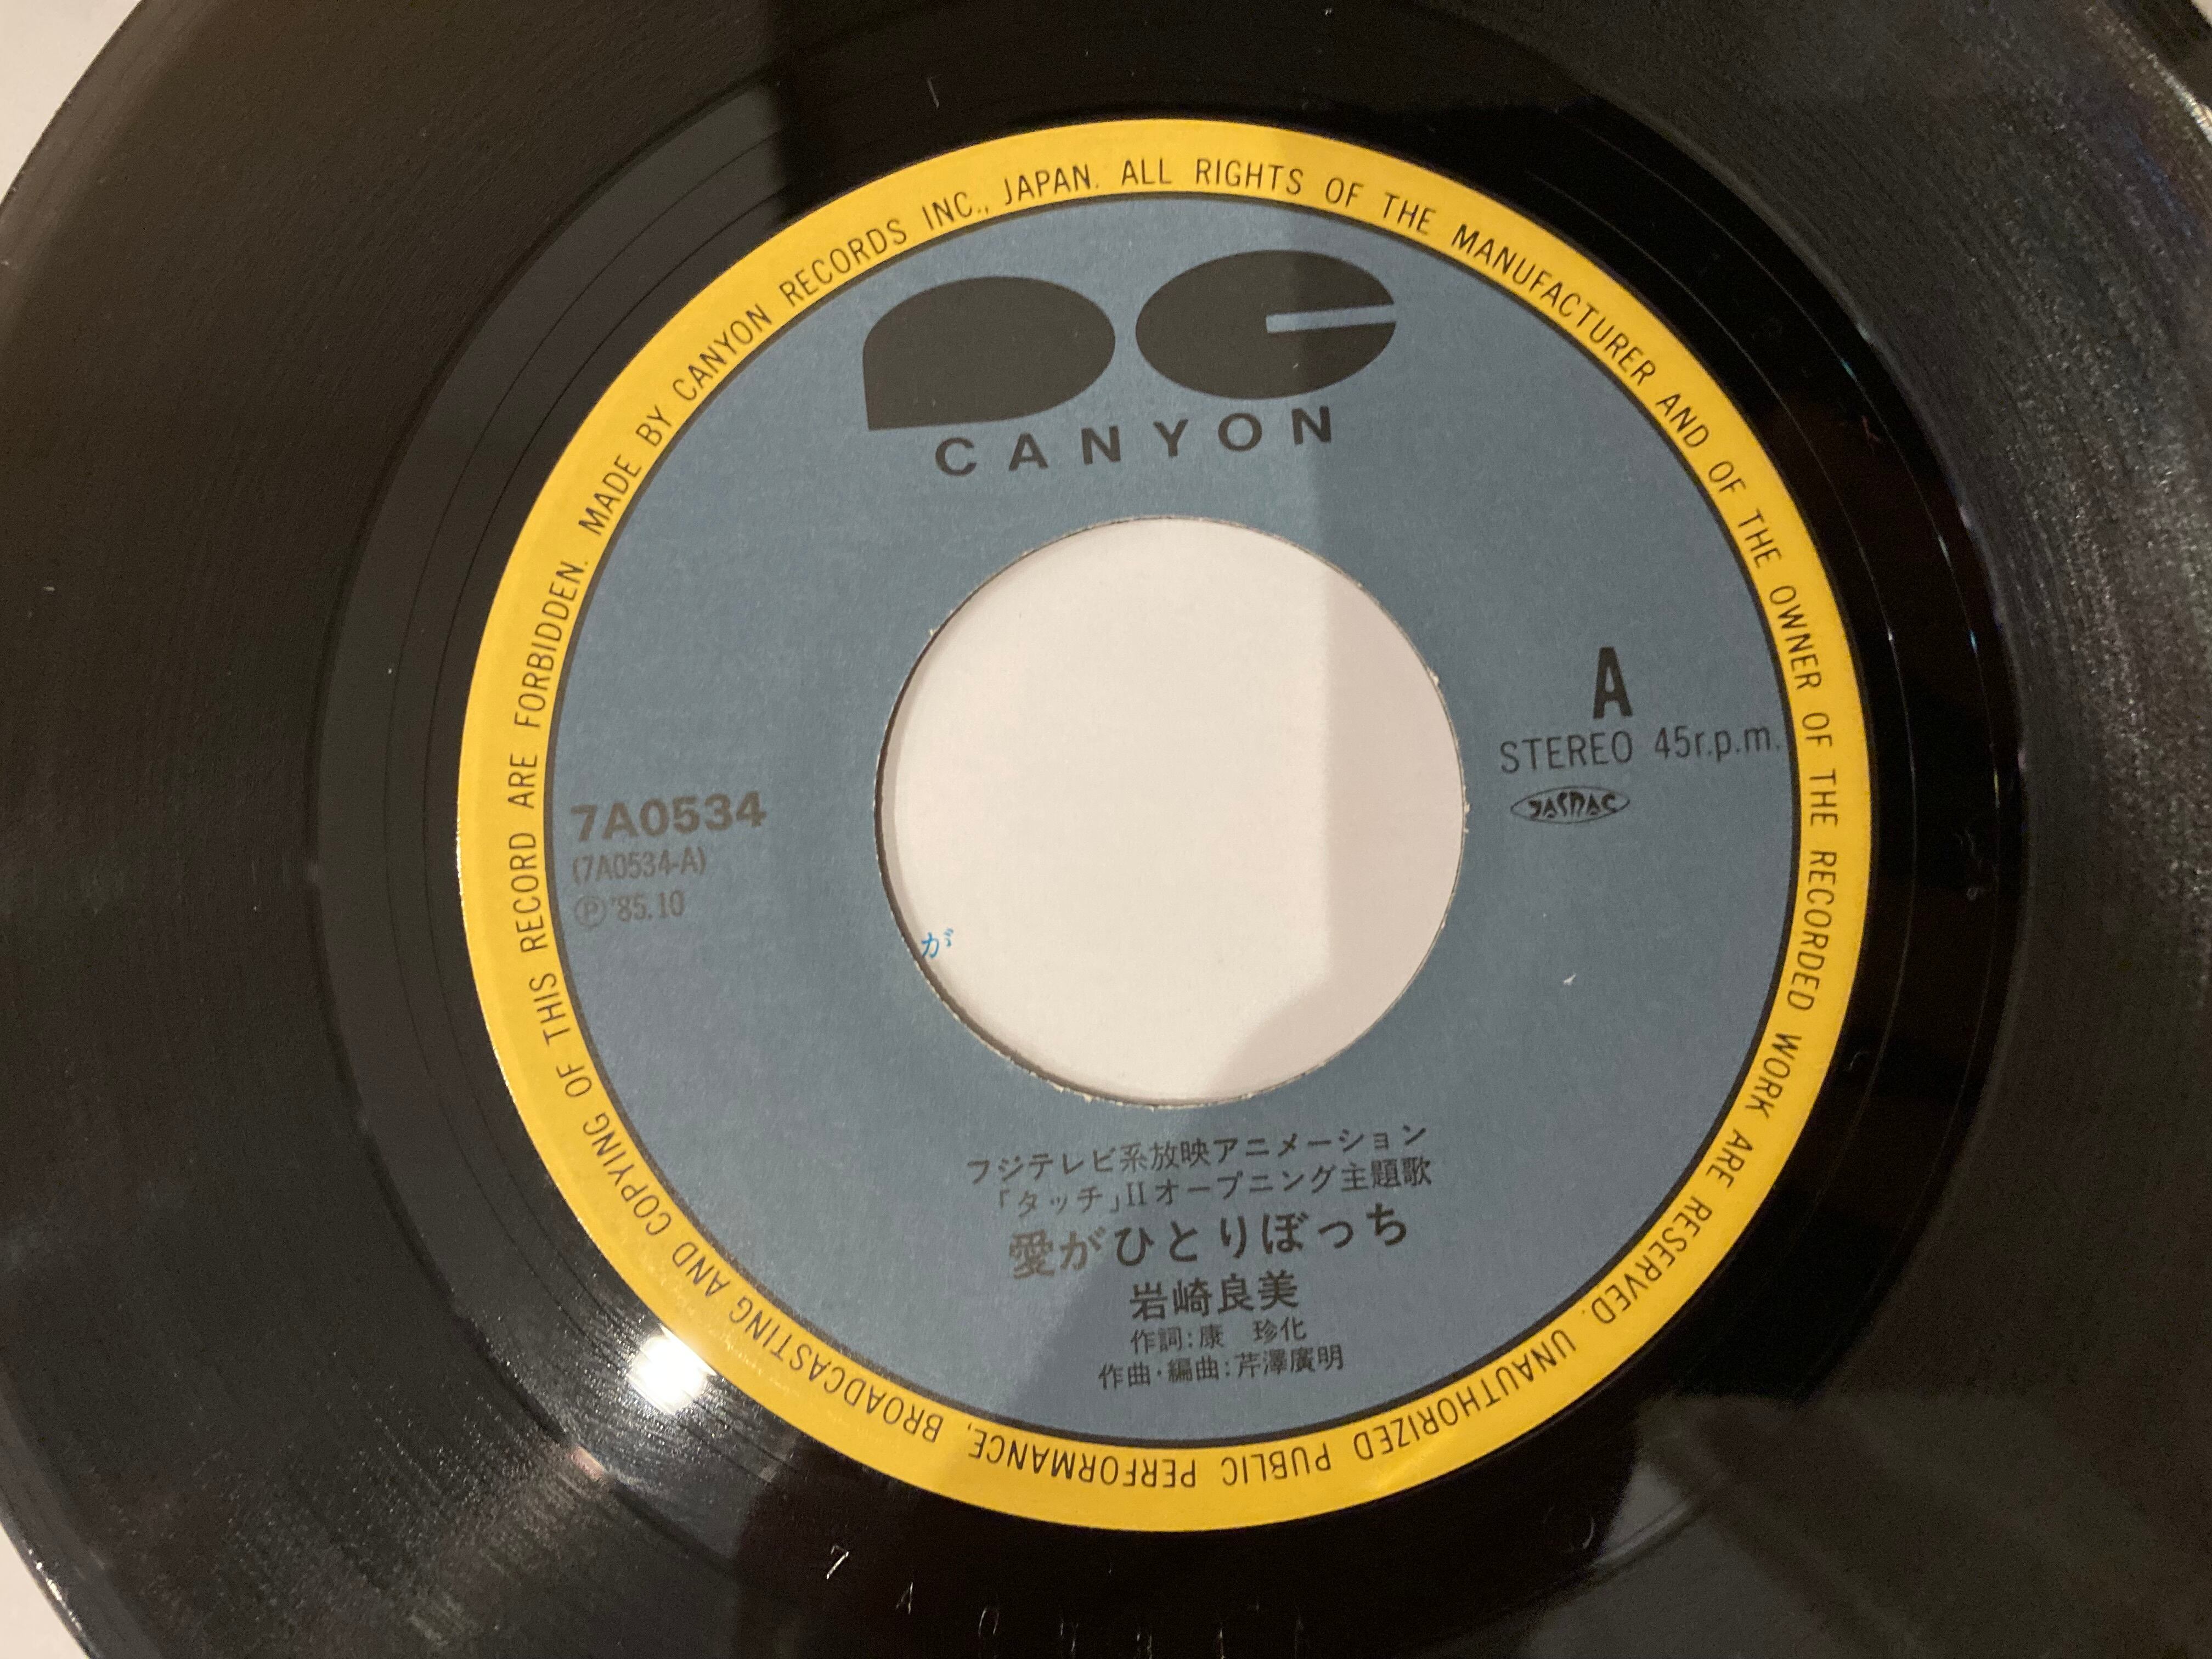 MADE BY CANYON RECORDS INC., JAPAN. ALL RIGHTS OF THE MANUFACTURER AND OF THE OWNER OF THE RECORDED WORK ARE RESERVED. UNAUTHORIZED PUBLIC PERFORMANCE, BROADCASTING AND COPYING OF THIS RECORD ARE FORBIDDEN.
PC
CANYON
A
STEREO 45r.p.m.
JASRAC
7A0534
(7A0534-A)
Ⓟ'85.10
が
フジテレビ系放映アニメーション
「タッチ」IIオープニング主題歌
愛がひとりぼっち
岩崎良美
作詞:康 珍化
作曲・編曲:芹澤廣明